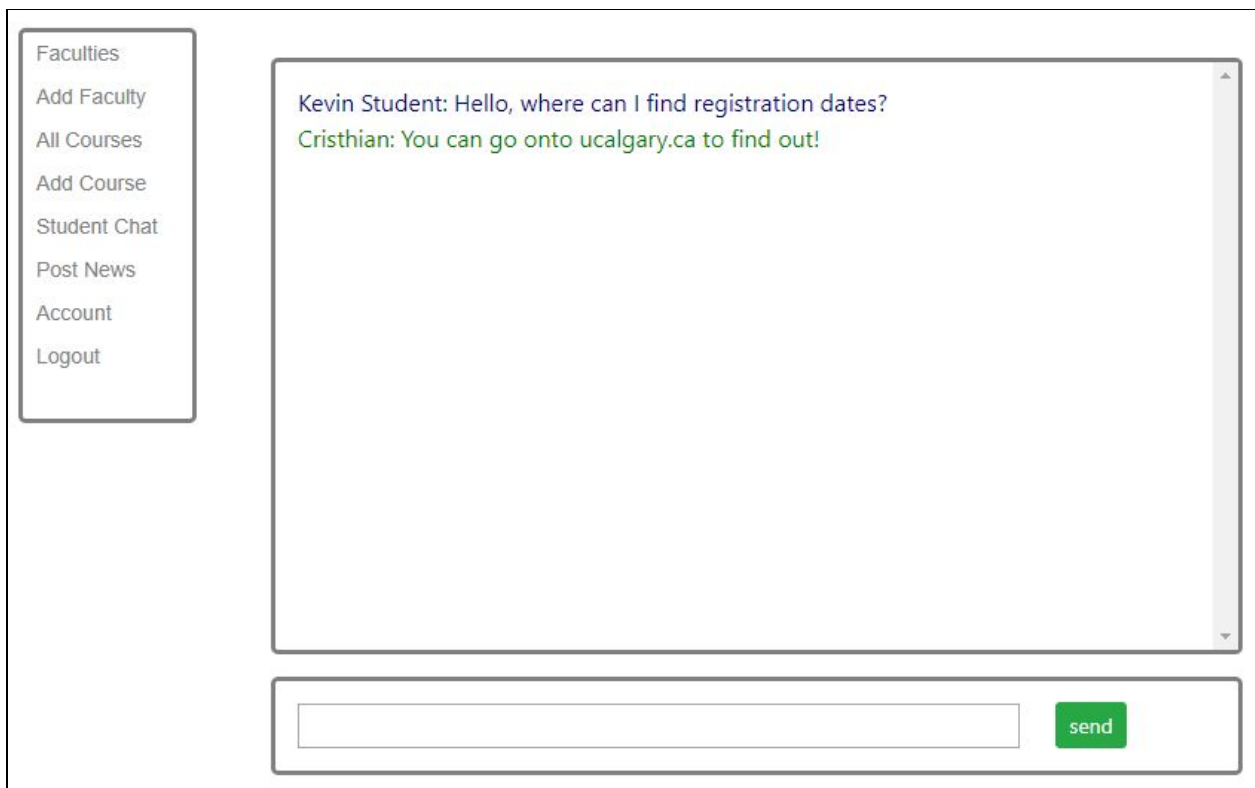 Faculties
Add Faculty
All Courses
Add Course
Student Chat
Post News
Account
Logout
Kevin Student: Hello, where can I find registration dates?
Cristhian: You can go onto ucalgary.ca to find out!
send